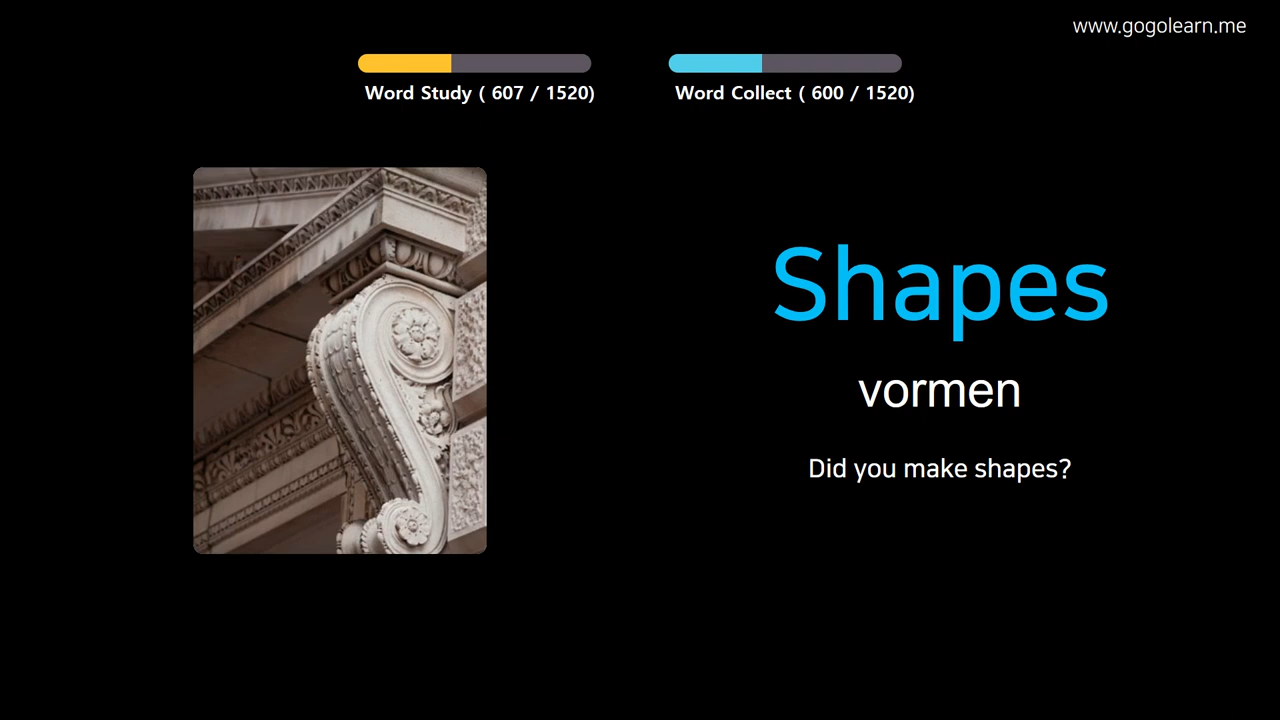 www.gogolearn.me
Word Study ( 607 / 1520)
Word Collect ( 600 / 1520)
Shapes
vormen
Did you make shapes?